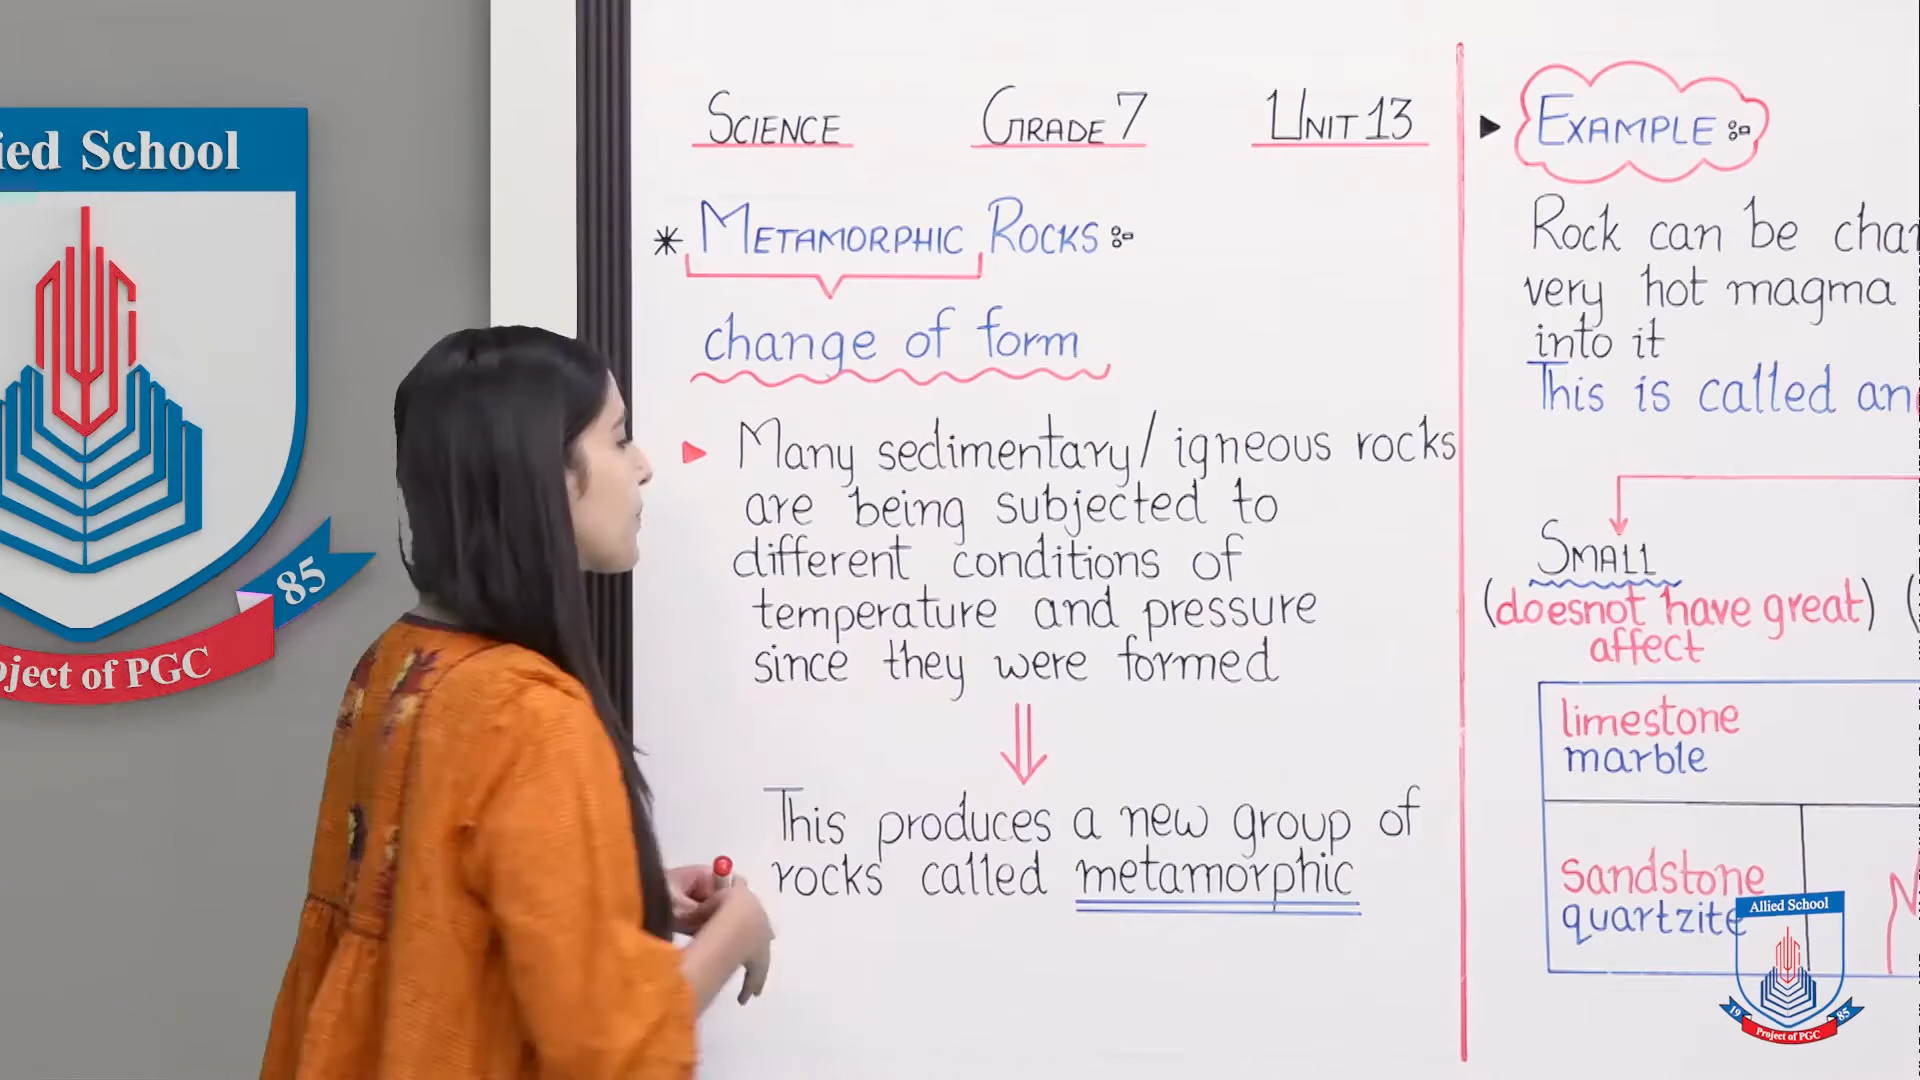 ied School
85
oject of PGC
SCIENCE GRADE 7 UNIT 13
* METAMORPHIC ROCKS :-
change of form
Many sedimentary/igneous rocks
are being subjected to
different conditions of
temperature and pressure
since they were formed
This produces a new group of
rocks called metamorphic
EXAMPLE :-
Rock can be cha
very hot magma
into it
This is called an
SMALL
(doesnot have great) (
affect
limestone
marble
sandstone
quartzite
Allied School
19 85
Project of PGC